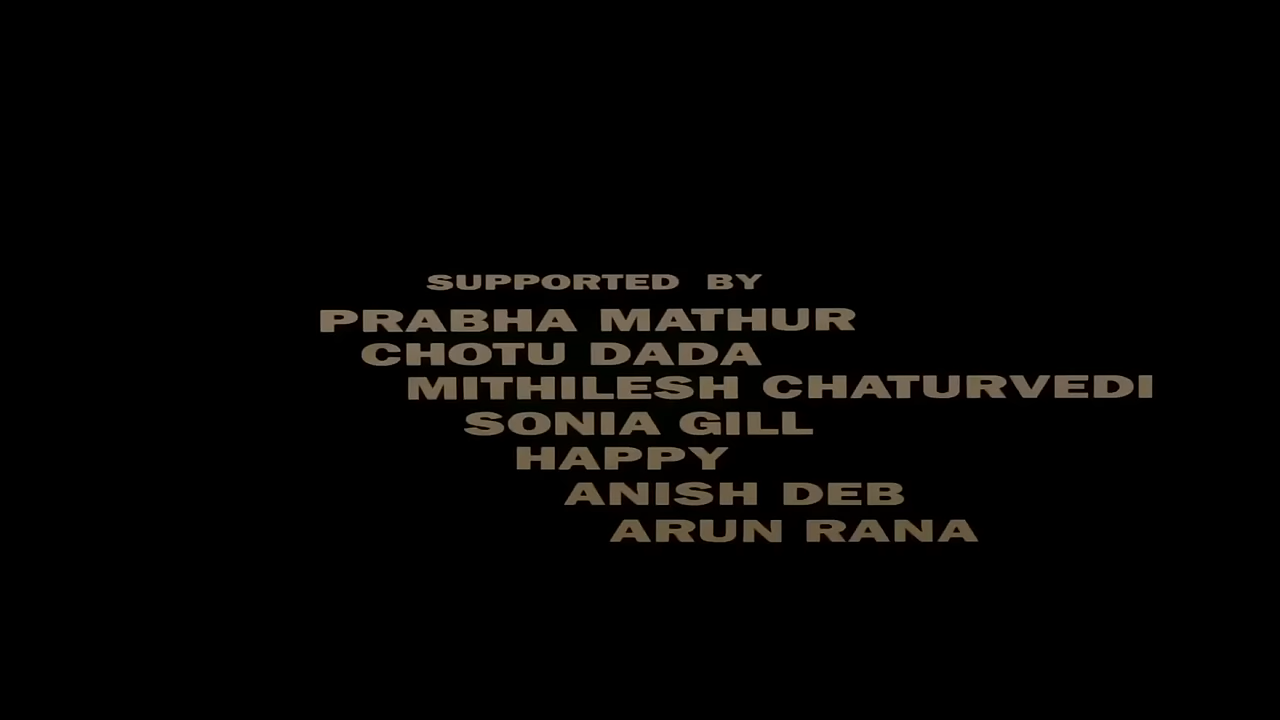 SUPPORTED BY
PRABHA MATHUR
CHOTU DADA
MITHILESH CHATURVEDI
SONIA GILL
HAPPY
ANISH DEB
ARUN RANA